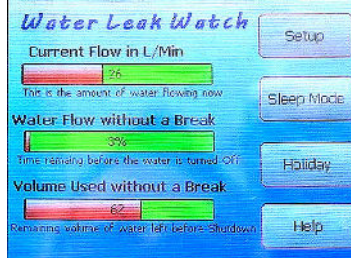 Water Leak Watch
Setup
Current Flow in L/Min
26
This is the amount of water flowing now
Sleep Mode
Water Flow without a Break
3%
Time remaing before the water is turned Off
Holiday
Volume Used without a Break
62
Remaining volume of water left before Shutdown
Help